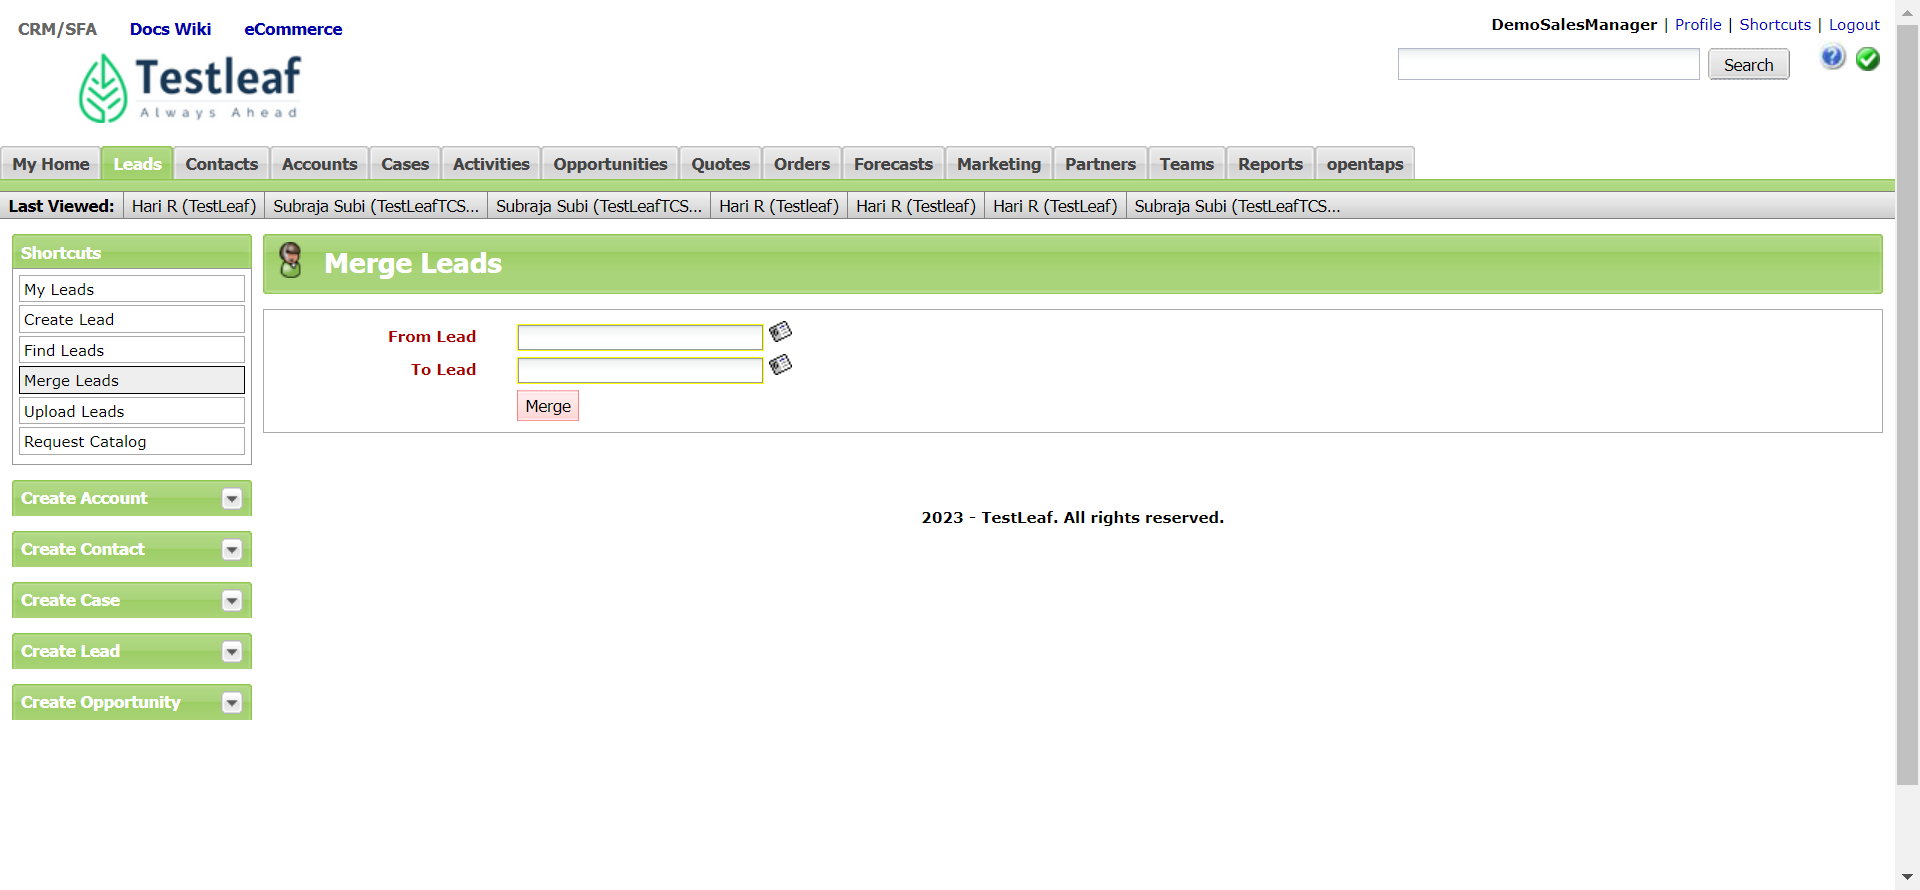 CRM/SFA Docs Wiki eCommerce
DemoSalesManager | Profile | Shortcuts | Logout
Testleaf
Always Ahead
Search
My Home Leads Contacts Accounts Cases Activities Opportunities Quotes Orders Forecasts Marketing Partners Teams Reports opentaps
Last Viewed: Hari R (TestLeaf) Subraja Subi (TestLeafTCS... Subraja Subi (TestLeafTCS... Hari R (Testleaf) Hari R (Testleaf) Hari R (TestLeaf) Subraja Subi (TestLeafTCS...
Shortcuts
My Leads
Create Lead
Find Leads
Merge Leads
Upload Leads
Request Catalog
Create Account
Create Contact
Create Case
Create Lead
Create Opportunity
Merge Leads
From Lead
To Lead
Merge
2023 - TestLeaf. All rights reserved.